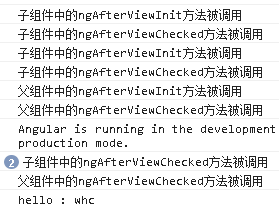 子组件中的ngAfterViewInit方法被调用
子组件中的ngAfterViewChecked方法被调用
子组件中的ngAfterViewInit方法被调用
子组件中的ngAfterViewChecked方法被调用
父组件中的ngAfterViewInit方法被调用
父组件中的ngAfterViewChecked方法被调用
Angular is running in the development
production mode.
2 子组件中的ngAfterViewChecked方法被调用
父组件中的ngAfterViewChecked方法被调用
hello : whc